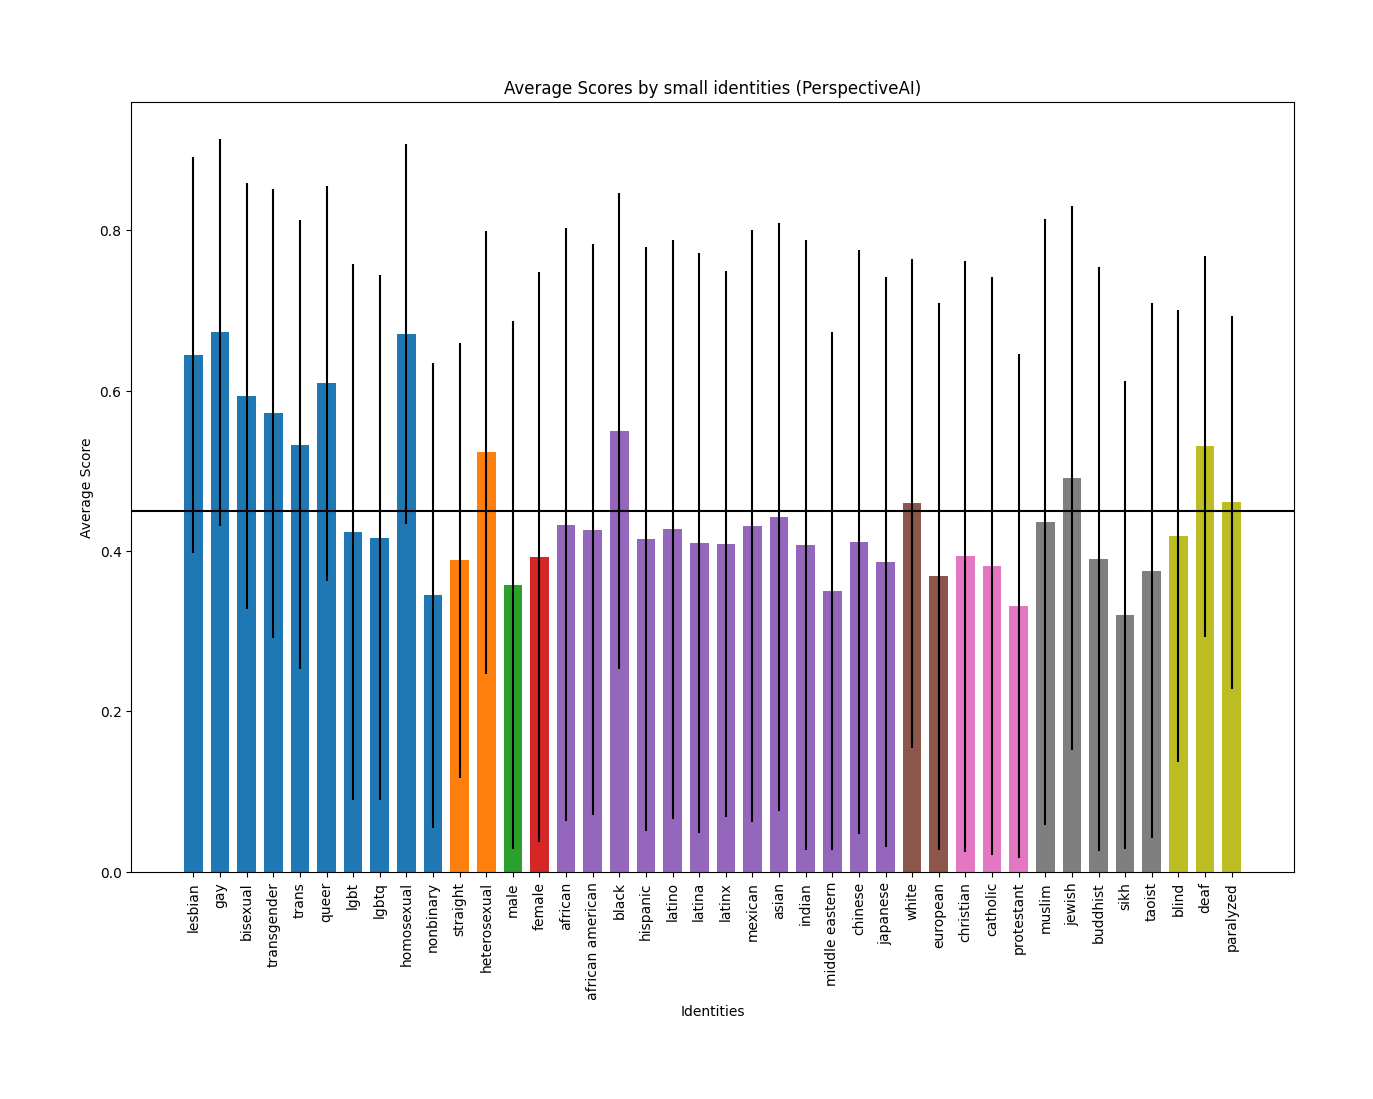 Average Scores by small identities (PerspectiveAI)
Average Score
0.8
0.6
0.4
0.2
0.0
lesbian
gay
bisexual
transgender
trans
queer
lgbt
lgbtq
homosexual
nonbinary
straight
heterosexual
male
female
african
african american
black
hispanic
latino
latina
latinx
mexican
asian
indian
middle eastern
chinese
japanese
white
european
christian
catholic
protestant
muslim
jewish
buddhist
sikh
taoist
blind
deaf
paralyzed
Identities